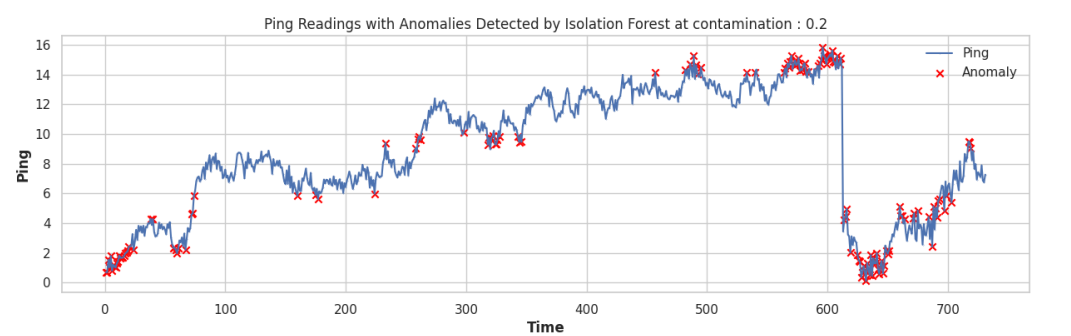 Ping Readings with Anomalies Detected by Isolation Forest at contamination : 0.2
16
14
12
10
8
6
4
2
0
Ping
Ping
Anomaly
0 100 200 300 400 500 600 700
Time